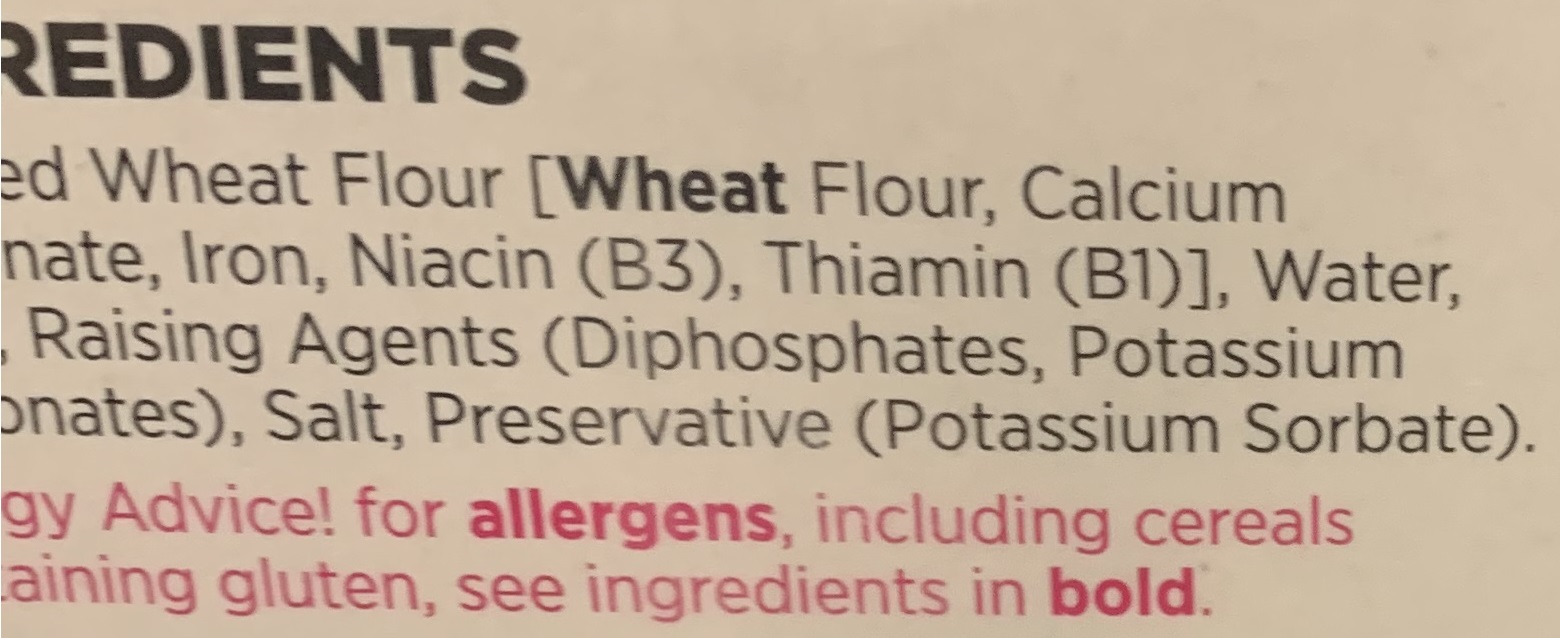 REDIENTS
ed Wheat Flour [Wheat Flour, Calcium
nate, Iron, Niacin (B3), Thiamin (B1)], Water,
, Raising Agents (Diphosphates, Potassium
onates), Salt, Preservative (Potassium Sorbate).
gy Advice! for allergens, including cereals
taining gluten, see ingredients in bold.